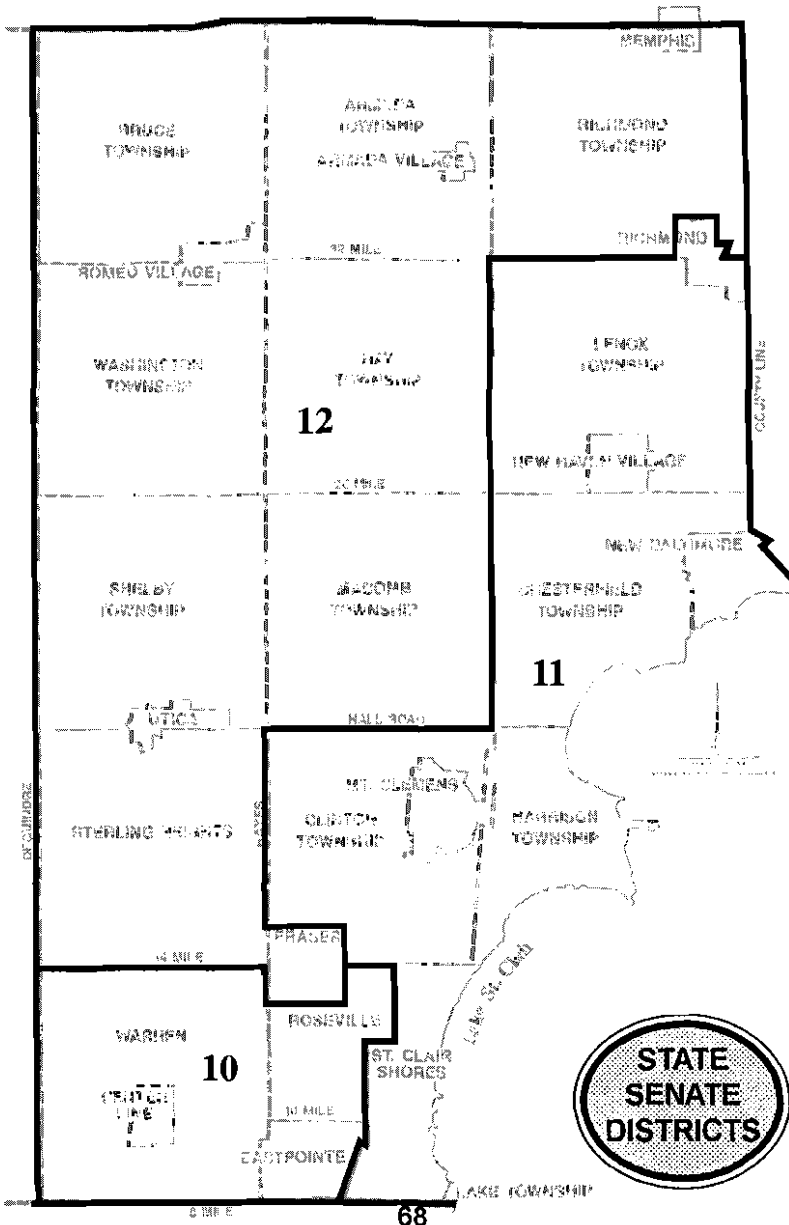 MEMPHIS
BRUCE
TOWNSHIP
ARMADA
TOWNSHIP
ARMADA VILLAGE
RICHMOND
TOWNSHIP
RICHMOND
ROMEO VILLAGE
32 MILE
WASHINGTON
TOWNSHIP
RAY
TOWNSHIP
LENOX
TOWNSHIP
COUNTY LINE
12
NEW HAVEN VILLAGE
26 MILE
NEW BALTIMORE
SHELBY
TOWNSHIP
MACOMB
TOWNSHIP
CHESTERFIELD
TOWNSHIP
11
UTICA
HALL ROAD
MT. CLEMENS
DEQUINDRE
STERLING HEIGHTS
HAYES
CLINTON
TOWNSHIP
HARRISON
TOWNSHIP
FRASER
14 MILE
Lake St. Clair
WARREN
ROSEVILLE
10
ST. CLAIR
SHORES
CENTER
LINE
10 MILE
EASTPOINTE
STATE
SENATE
DISTRICTS
LAKE TOWNSHIP
8 MILE
68